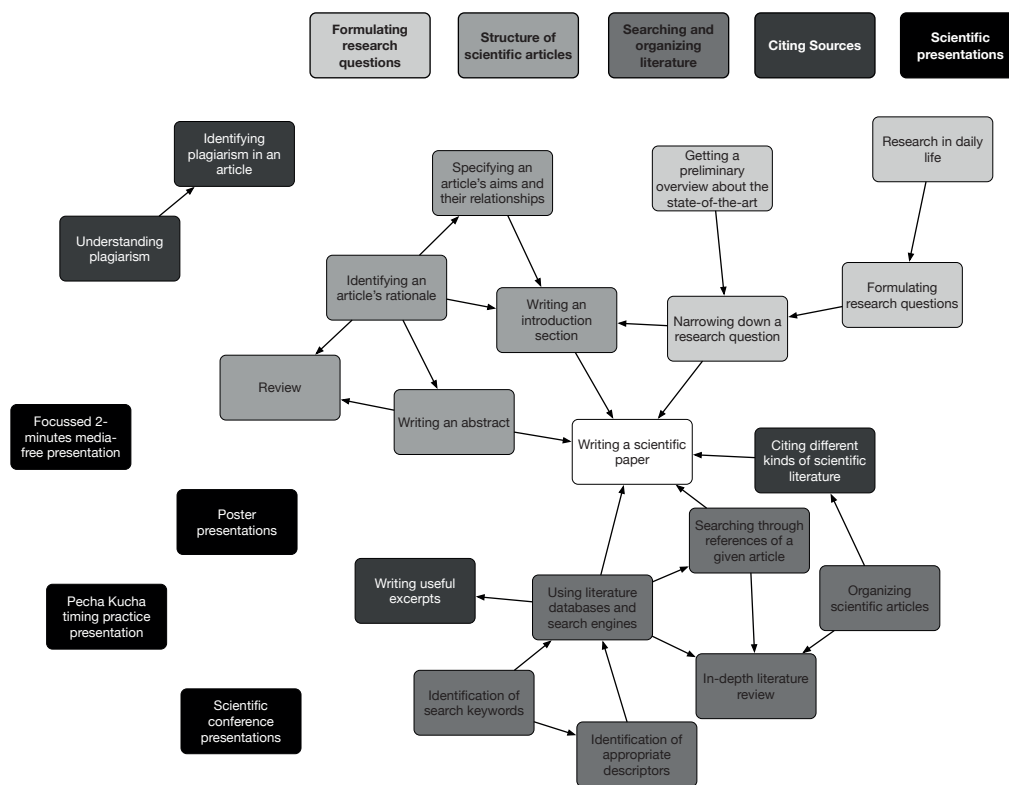 Formulating
research
questions
Structure of
scientific articles
Searching and
organizing
literature
Citing Sources
Scientific
presentations
Identifying
plagiarism in an
article
Understanding
plagiarism
Specifying an
article's aims and
their relationships
Getting a
preliminary
overview about the
state-of-the-art
Research in daily
life
Identifying an
article's rationale
Writing an
introduction
section
Narrowing down a
research question
Formulating
research questions
Review
Writing an abstract
Focussed 2-
minutes media-
free presentation
Writing a scientific
paper
Citing different
kinds of scientific
literature
Poster
presentations
Searching through
references of a
given article
Writing useful
excerpts
Using literature
databases and
search engines
Organizing
scientific articles
Pecha Kucha
timing practice
presentation
In-depth literature
review
Identification of
search keywords
Scientific
conference
presentations
Identification of
appropriate
descriptors